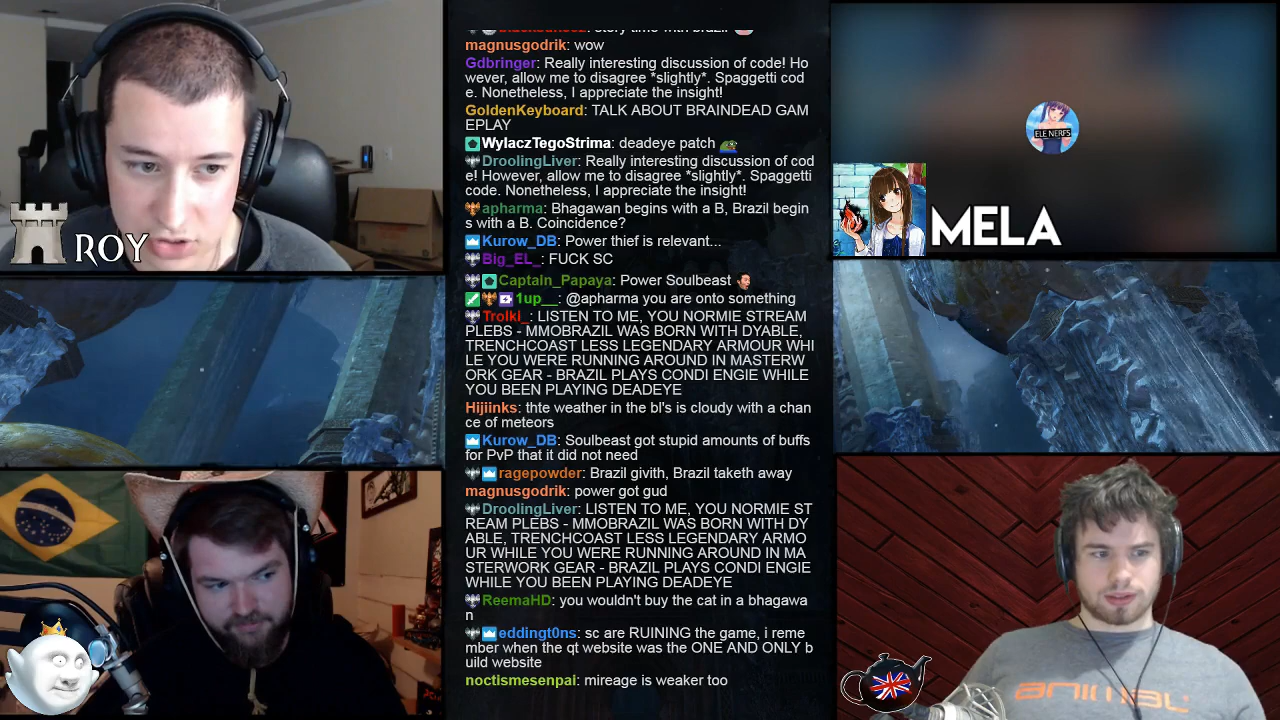 ROY
Blackbaneez: story time with brazil
magnusgodrik: wow
Gdbringer: Really interesting discussion of code! Ho
wever, allow me to disagree *slightly*. Spaggetti cod
e. Nonetheless, I appreciate the insight!
GoldenKeyboard: TALK ABOUT BRAINDEAD GAM
EPLAY
WylaczTegoStrima: deadeye patch
DroolingLiver: Really interesting discussion of cod
e! However, allow me to disagree *slightly*. Spaggetti
code. Nonetheless, I appreciate the insight!
apharma: Bhagawan begins with a B, Brazil begin
s with a B. Coincidence?
Kurow_DB: Power thief is relevant...
Big_EL_: FUCK SC
Captain_Papaya: Power Soulbeast
1up__: @apharma you are onto something
Trolki_: LISTEN TO ME, YOU NORMIE STREAM
PLEBS - MMOBRAZIL WAS BORN WITH DYABLE,
TRENCHCOAST LESS LEGENDARY ARMOUR WHI
LE YOU WERE RUNNING AROUND IN MASTERW
ORK GEAR - BRAZIL PLAYS CONDI ENGIE WHILE
YOU BEEN PLAYING DEADEYE
Hijiinks: thte weather in the bl's is cloudy with a chan
ce of meteors
Kurow_DB: Soulbeast got stupid amounts of buffs
for PvP that it did not need
ragepowder: Brazil givith, Brazil taketh away
magnusgodrik: power got gud
DroolingLiver: LISTEN TO ME, YOU NORMIE ST
REAM PLEBS - MMOBRAZIL WAS BORN WITH DY
ABLE, TRENCHCOAST LESS LEGENDARY ARMO
UR WHILE YOU WERE RUNNING AROUND IN MA
STERWORK GEAR - BRAZIL PLAYS CONDI ENGIE
WHILE YOU BEEN PLAYING DEADEYE
ReemaHD: you wouldn't buy the cat in a bhagawa
n
eddingt0ns: sc are RUINING the game, i reme
mber when the qt website was the ONE AND ONLY b
uild website
noctismesenpai: mireage is weaker too
ELE NERFS
MELA
animal